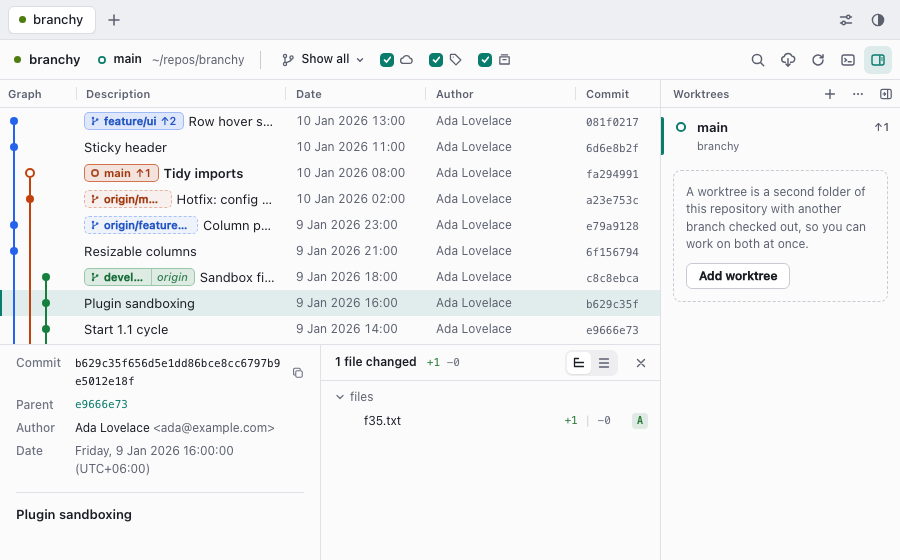 branchy
branchy main ~/repos/branchy Show all
Graph Description Date Author Commit
feature/ui ↑2 Row hover s... 10 Jan 2026 13:00 Ada Lovelace 081f0217
Sticky header 10 Jan 2026 11:00 Ada Lovelace 6d6e8b2f
main ↑1 Tidy imports 10 Jan 2026 08:00 Ada Lovelace fa294991
origin/m... Hotfix: config ... 10 Jan 2026 02:00 Ada Lovelace a23e753c
origin/feature... Column p... 9 Jan 2026 23:00 Ada Lovelace e79a9128
Resizable columns 9 Jan 2026 21:00 Ada Lovelace 6f156794
devel... origin Sandbox fi... 9 Jan 2026 18:00 Ada Lovelace c8c8ebca
Plugin sandboxing 9 Jan 2026 16:00 Ada Lovelace b629c35f
Start 1.1 cycle 9 Jan 2026 14:00 Ada Lovelace e9666e73
Commit b629c35f656d5e1dd86bce8cc6797b9
e5012e18f
Parent e9666e73
Author Ada Lovelace <ada@example.com>
Date Friday, 9 Jan 2026 16:00:00
(UTC+06:00)
Plugin sandboxing
1 file changed +1 −0
files
f35.txt +1 | −0 A
Worktrees
main ↑1
branchy
A worktree is a second folder of
this repository with another
branch checked out, so you can
work on both at once.
Add worktree